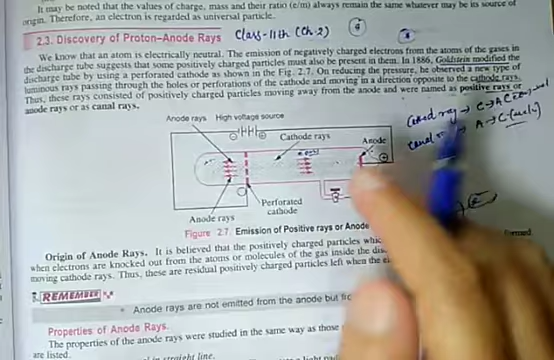 It may be noted that the values of charge, mass and their ratio (e/m) always remain the same whatever may be its source of
origin. Therefore, an electron is regarded as universal particle.
2.3. Discovery of Proton–Anode Rays Class-11th (Ch-2)
We know that an atom is electrically neutral. The emission of negatively charged electrons from the atoms of the gases in
the discharge tube suggests that some positively charged particles must also be present in them. In 1886, Goldstein modified the
discharge tube by using a perforated cathode as shown in the Fig. 2.7. On reducing the pressure, he observed a new type of
luminous rays passing through the holes or perforations of the cathode and moving in a direction opposite to the cathode rays.
Thus, these rays consisted of positively charged particles moving away from the anode and were named as positive rays or
anode rays or as canal rays.
Anode rays High voltage source
Cathode rays
Anode
Anode rays
Perforated
cathode
Figure 2.7. Emission of Positive rays or Anode
Origin of Anode Rays. It is believed that the positively charged particles
when electrons are knocked out from the atoms or molecules of the gas inside the
moving cathode rays. Thus, these are residual positively charged particles left when the
formed
REMEMBER
Anode rays are not emitted from the anode but
Properties of Anode Rays.
The properties of the anode rays were studied in the same way as those
are listed.
in straight line.